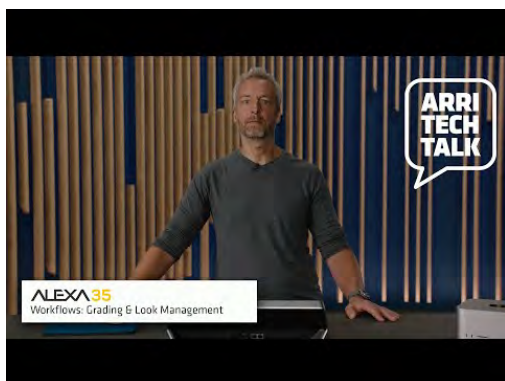 ARRI
TECH
TALK
ALEXA 35
Workflows: Grading & Look Management